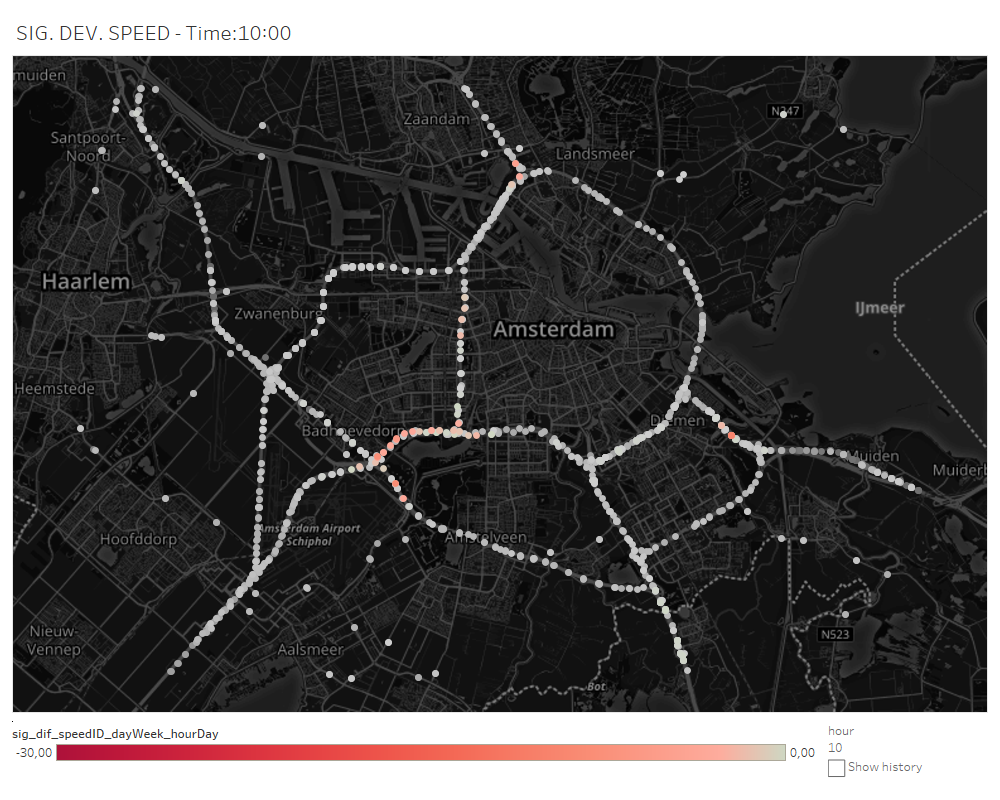 SIG. DEV. SPEED - Time:10:00
muiden
Zaandam
N247
Santpoort-
Noord
Landsmeer
Haarlem
Zwanenburg
IJmeer
Amsterdam
Heemstede
Badhoevedorp
Diemen
Muiden
Muiderb
Amsterdam Airport
Schiphol
Hoofddorp
Amstelveen
Nieuw-
Vennep
Aalsmeer
N523
Bot
sig_dif_speedID_dayWeek_hourDay
-30,00
0,00
hour
10
Show history